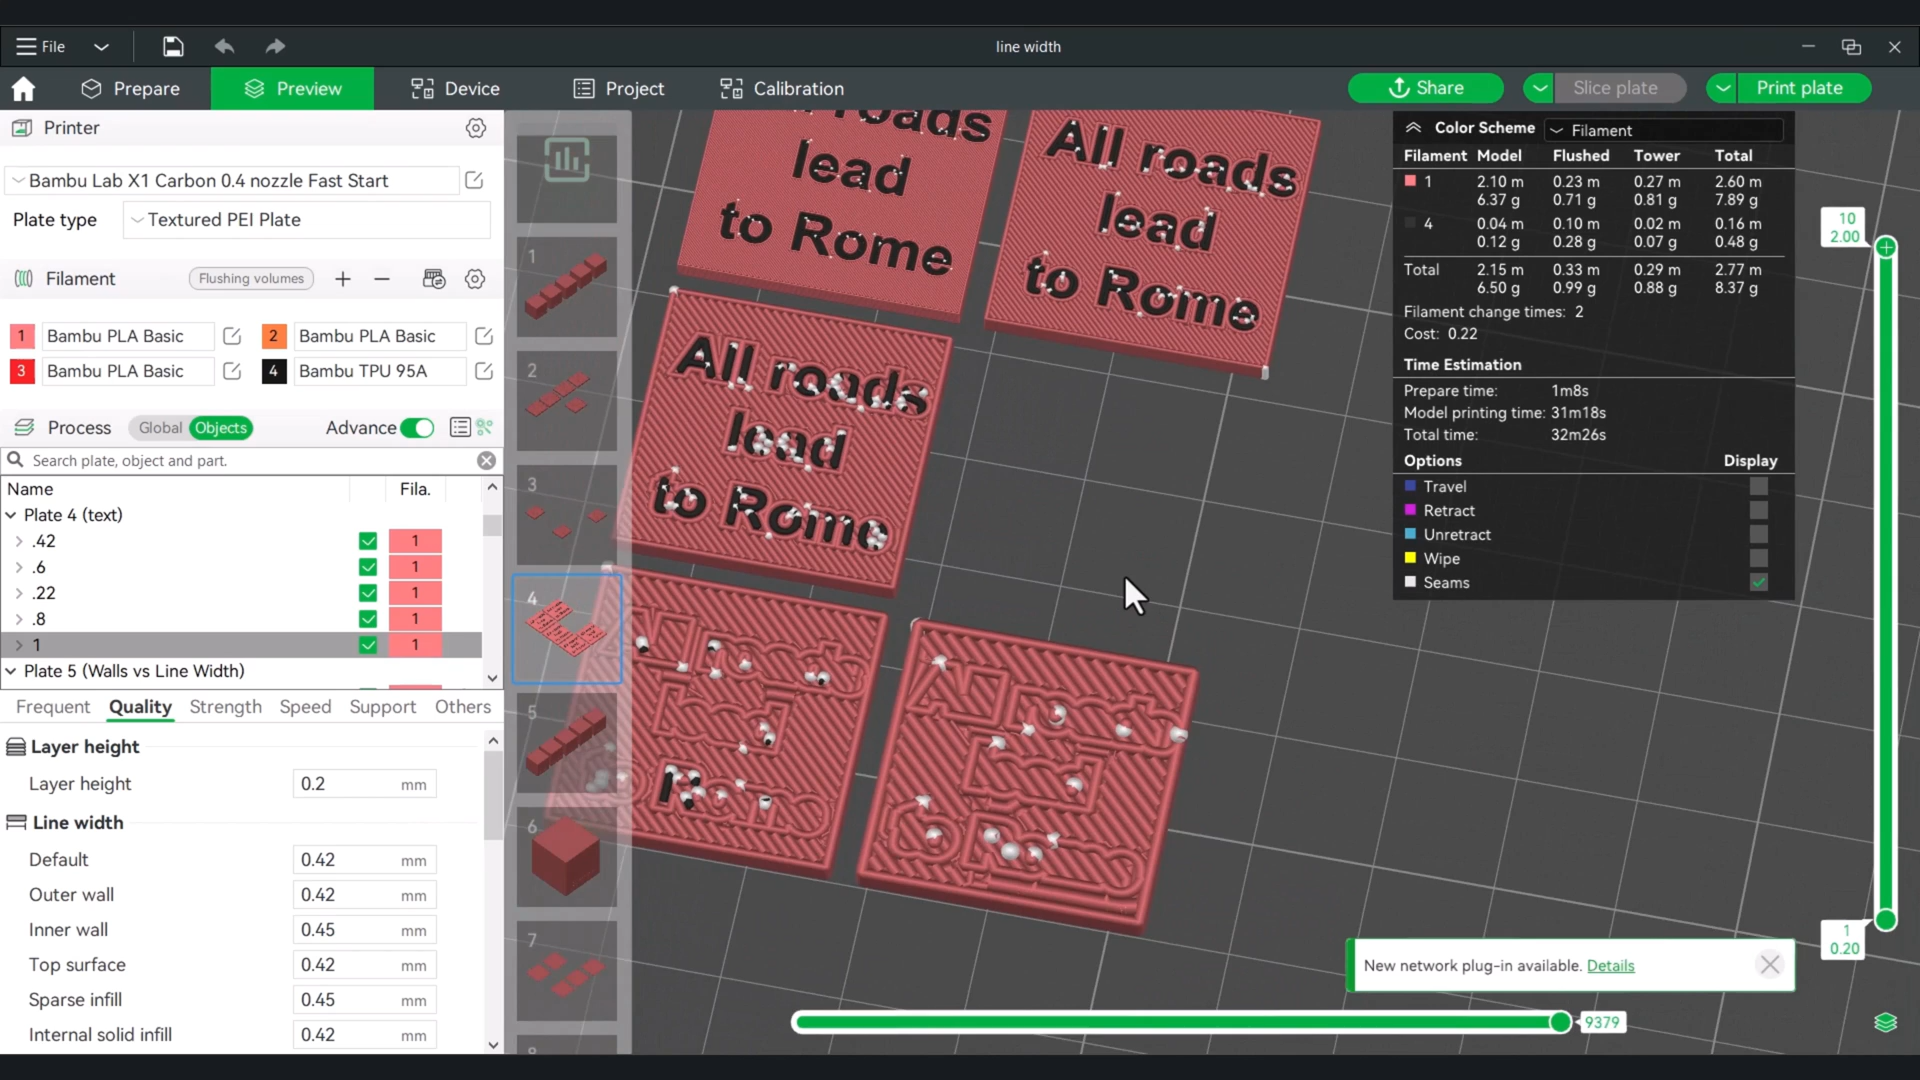 File
line width
Prepare
Preview
Device
Project
Calibration
Share
Slice plate
Print plate
Printer
Bambu Lab X1 Carbon 0.4 nozzle Fast Start
Plate type
Textured PEI Plate
Filament
Flushing volumes
1 Bambu PLA Basic
2 Bambu PLA Basic
3 Bambu PLA Basic
4 Bambu TPU 95A
Process
Global
Objects
Advance
Search plate, object and part.
Name
Fila.
Plate 4 (text)
.42 1
.6 1
.22 1
.8 1
1 1
Plate 5 (Walls vs Line Width)
Frequent
Quality
Strength
Speed
Support
Others
Layer height
Layer height 0.2 mm
Line width
Default 0.42 mm
Outer wall 0.42 mm
Inner wall 0.45 mm
Top surface 0.42 mm
Sparse infill 0.45 mm
Internal solid infill 0.42 mm
1
2
3
4
5
6
7
roads
lead
to Rome
All roads
lead
to Rome
All roads
lead
to Rome
Color Scheme
Filament
Filament Model Flushed Tower Total
1 2.10 m 0.23 m 0.27 m 2.60 m
6.37 g 0.71 g 0.81 g 7.89 g
4 0.04 m 0.10 m 0.02 m 0.16 m
0.12 g 0.28 g 0.07 g 0.48 g
Total 2.15 m 0.33 m 0.29 m 2.77 m
6.50 g 0.99 g 0.88 g 8.37 g
Filament change times: 2
Cost: 0.22
Time Estimation
Prepare time: 1m8s
Model printing time: 31m18s
Total time: 32m26s
Options Display
Travel
Retract
Unretract
Wipe
Seams
10
2.00
1
0.20
New network plug-in available. Details
9379